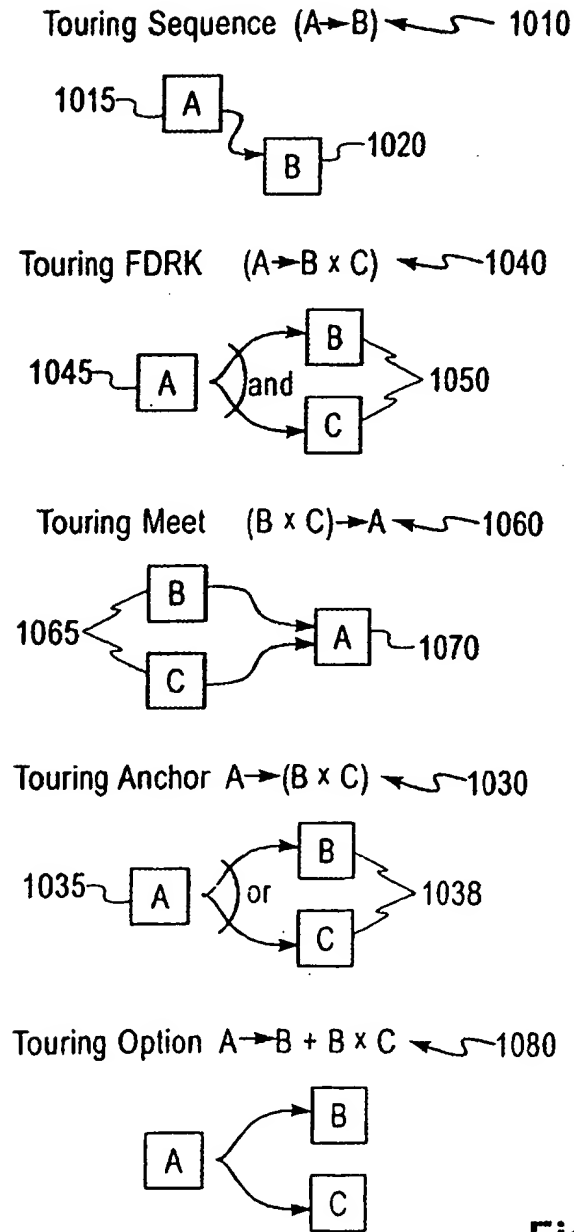 Touring Sequence (A→B) 1010
1015 A
B 1020
Touring FDRK (A→B x C) 1040
B
1045 A and 1050
C
Touring Meet (B x C)→A 1060
B
1065 A 1070
C
Touring Anchor A→(B x C) 1030
B
1035 A or 1038
C
Touring Option A→B + B x C 1080
B
A
C